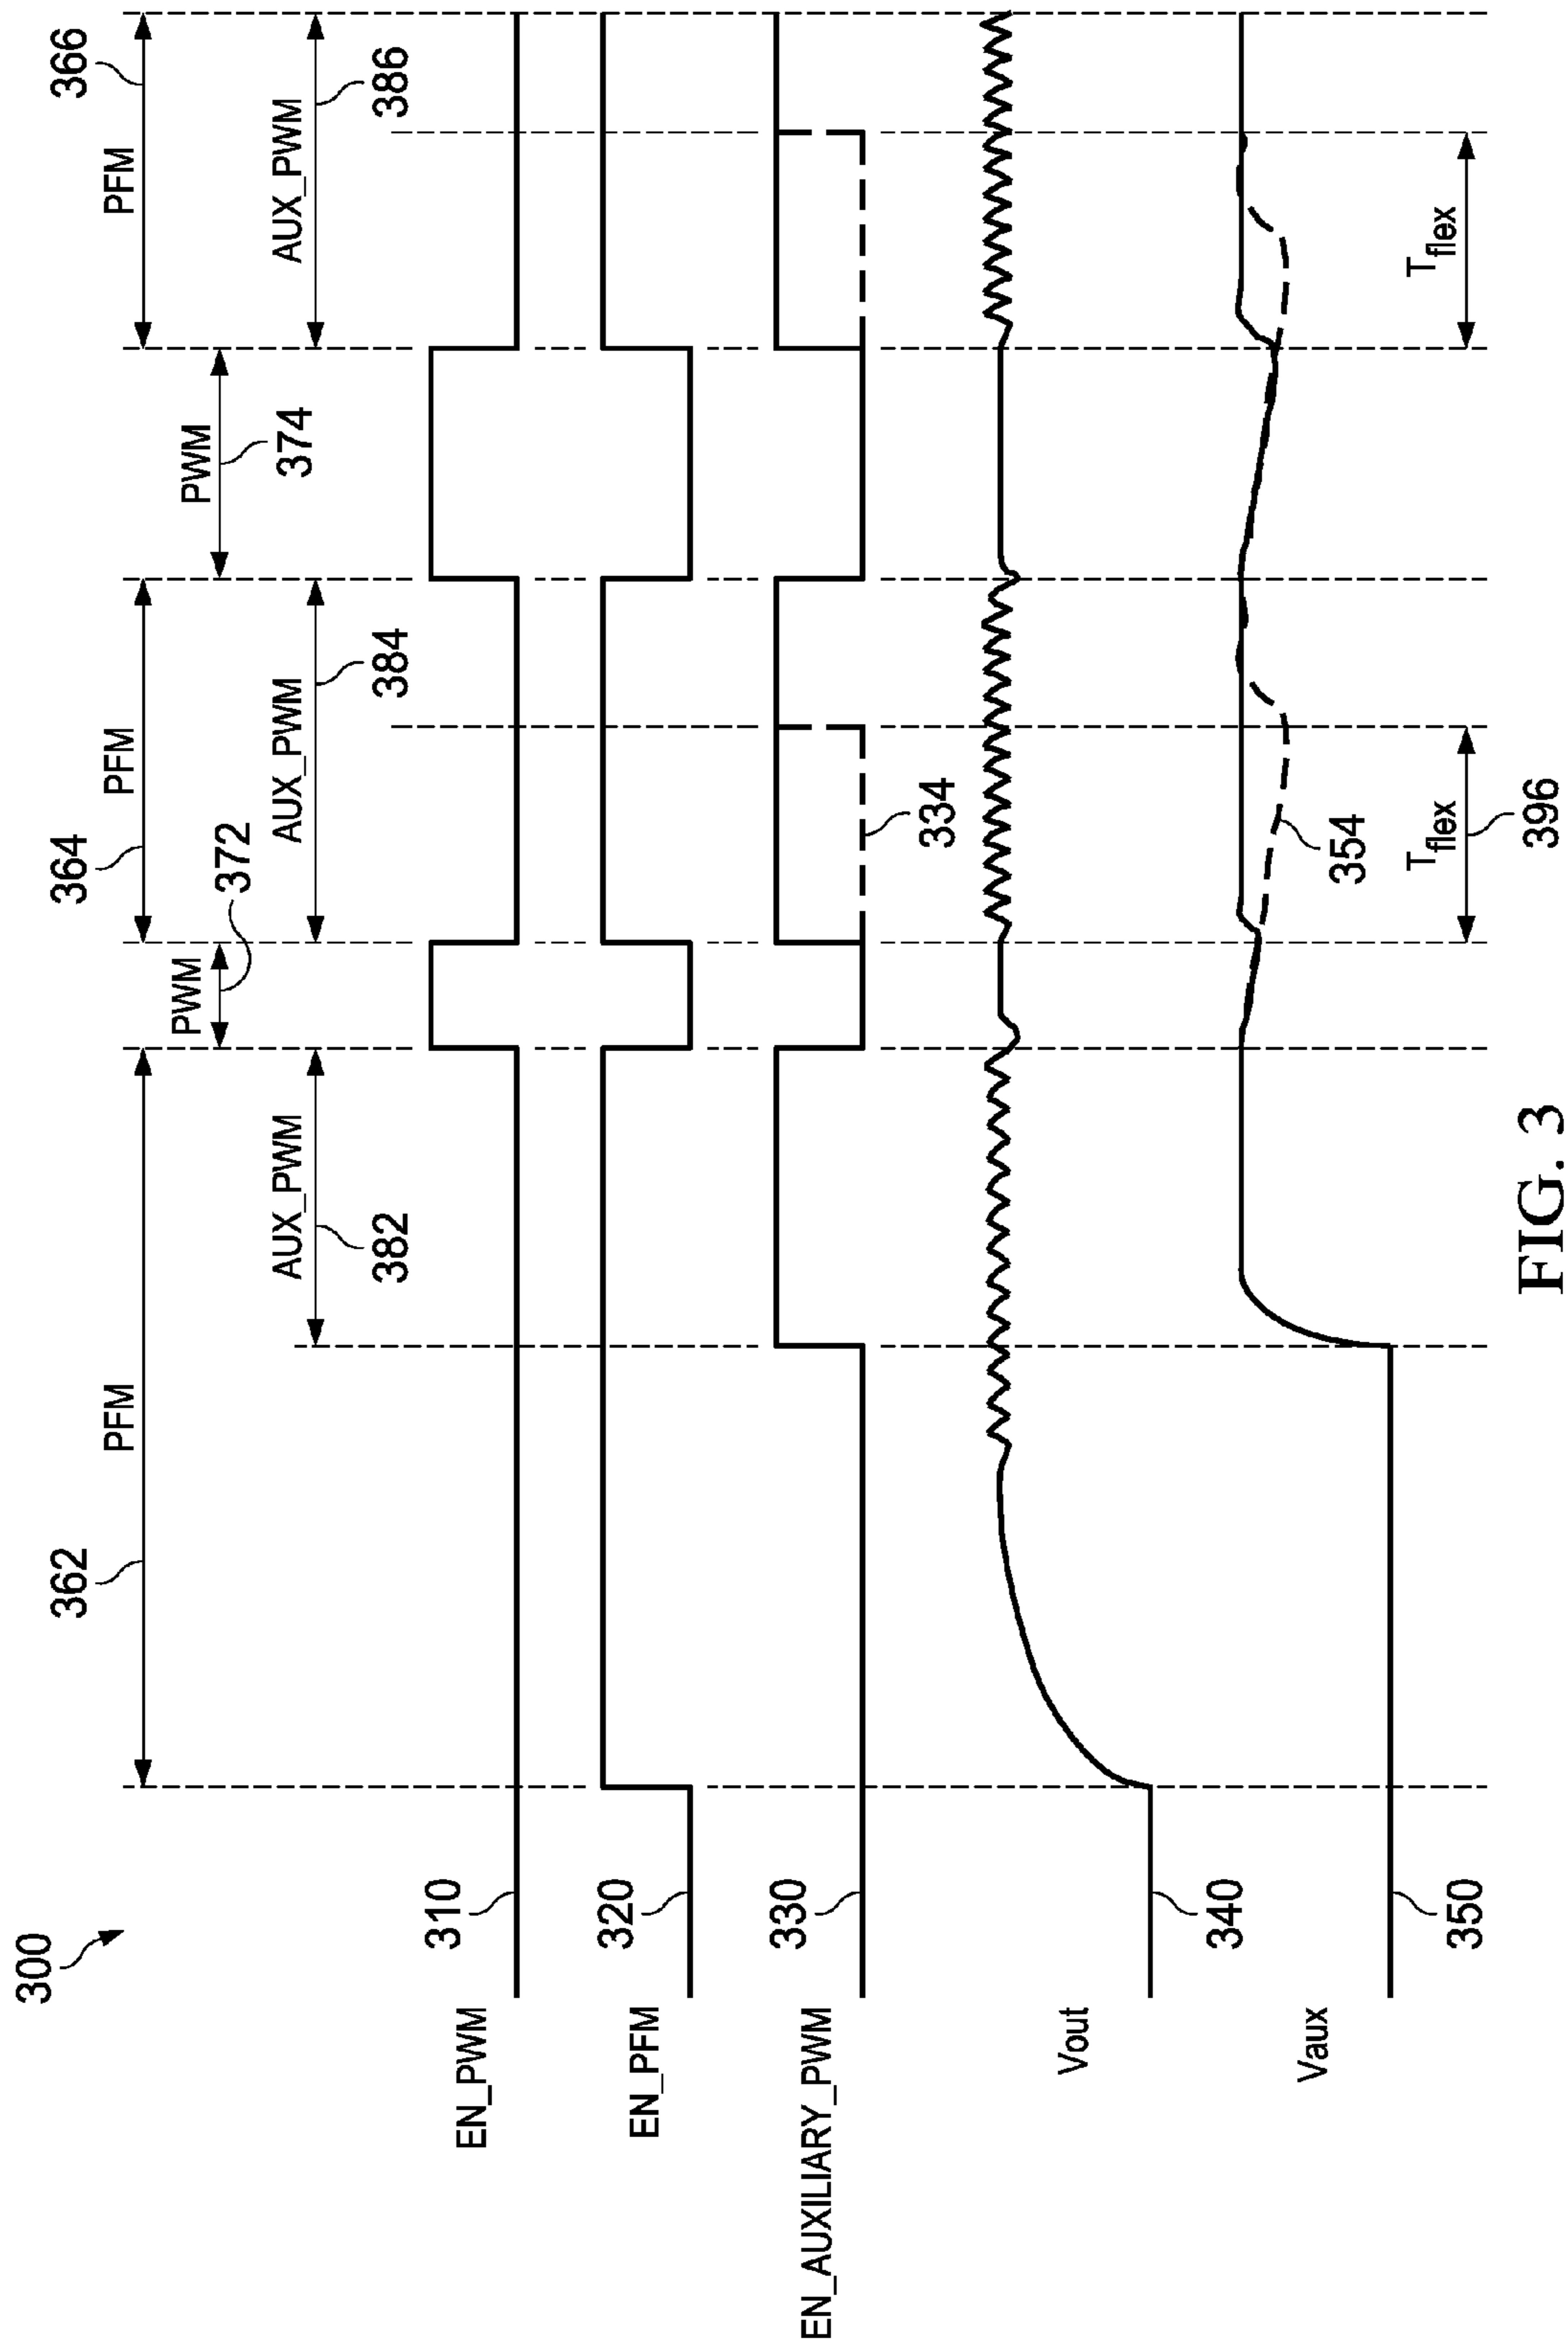 300
362
PFM
364
PFM
366
PFM
PWM
372
PWM
374
AUX_PWM
382
AUX_PWM
384
AUX_PWM
386
EN_PWM
310
EN_PFM
320
EN_AUXILIARY_PWM
330
334
Vout
340
Vaux
350
354
Tflex
396
Tflex
FIG. 3